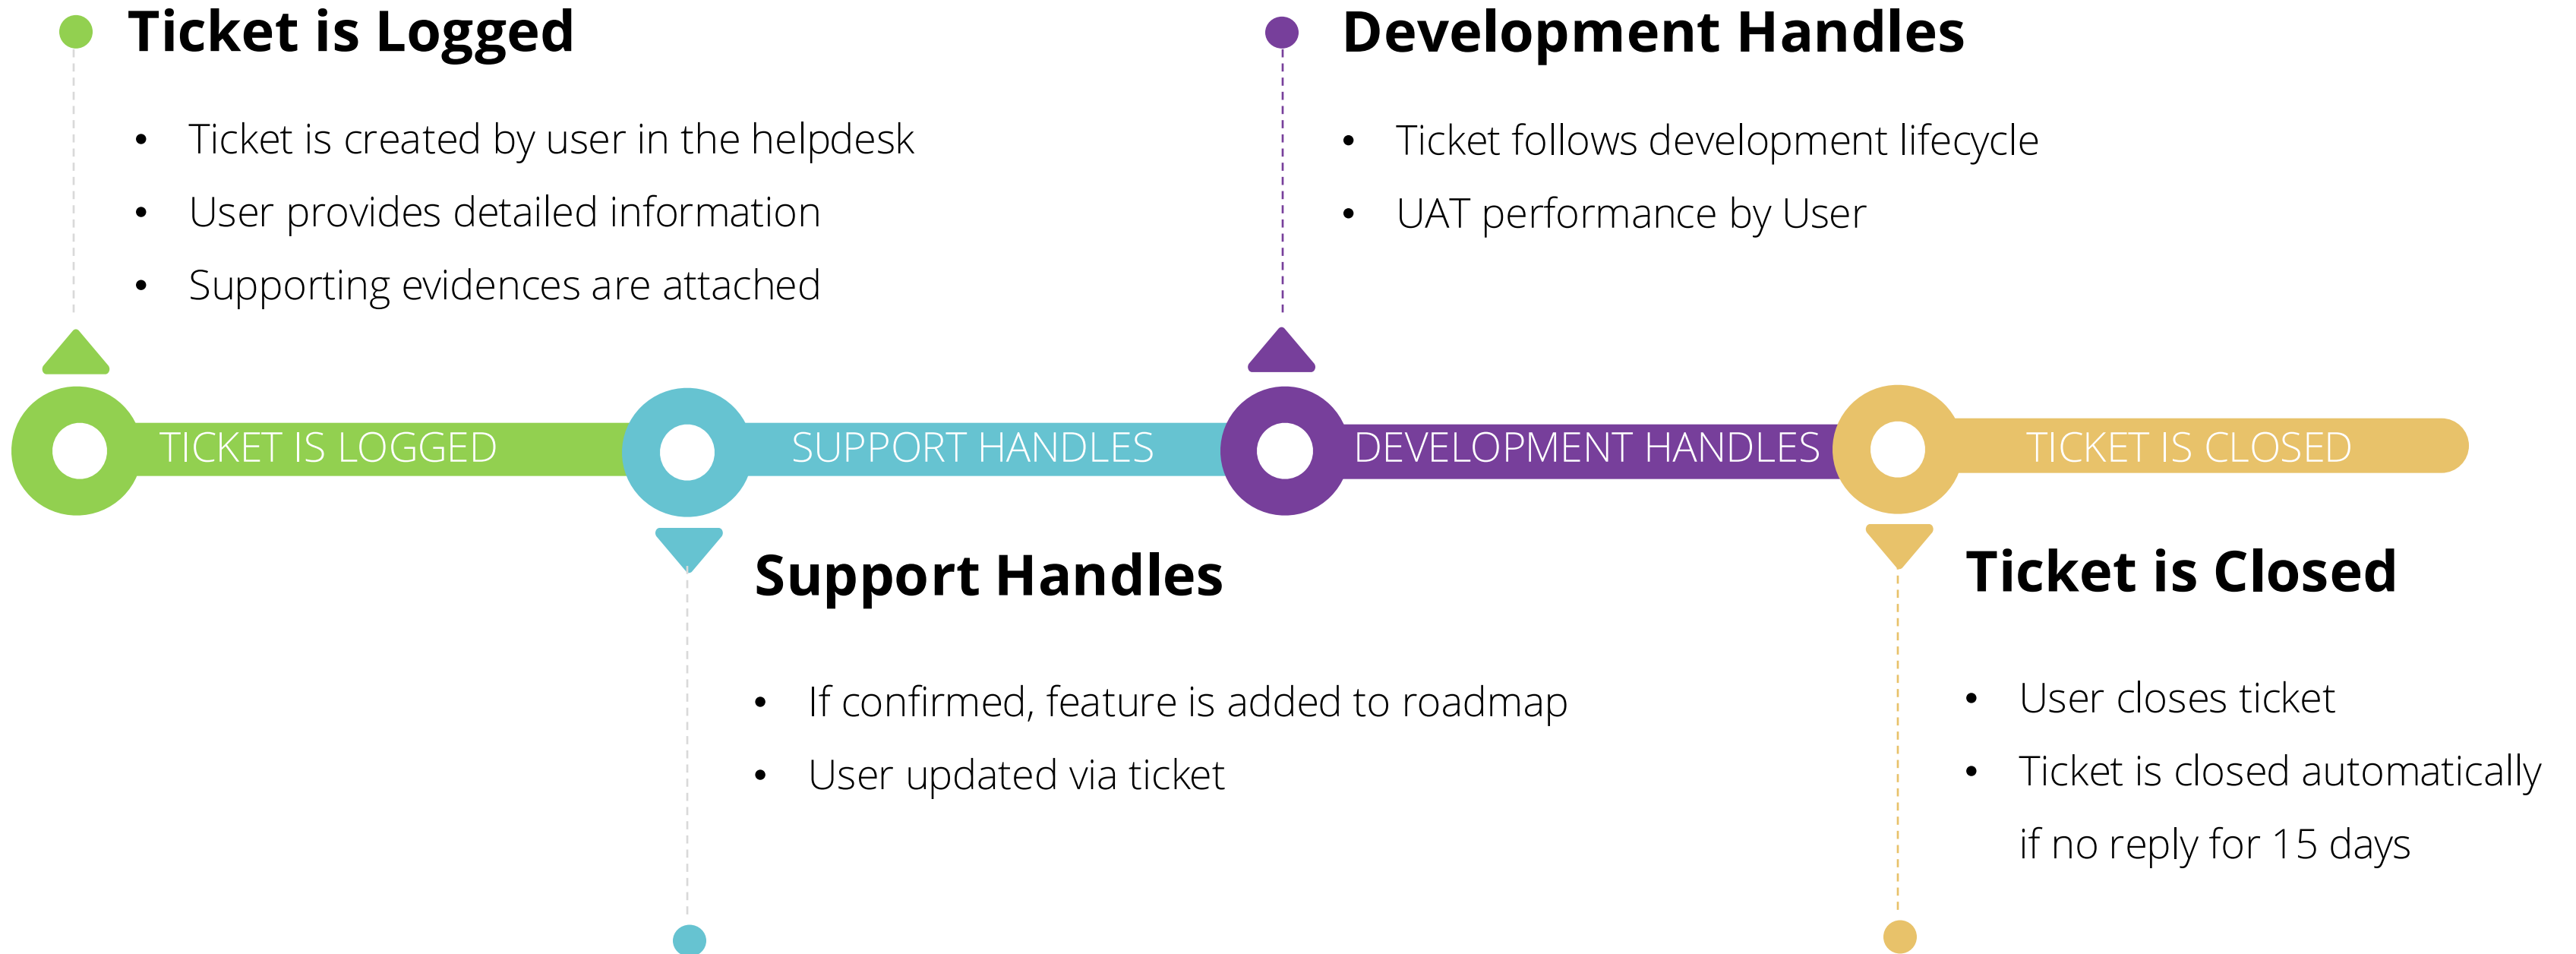 Ticket is Logged
• Ticket is created by user in the helpdesk
• User provides detailed information
• Supporting evidences are attached
Development Handles
• Ticket follows development lifecycle
• UAT performance by User
TICKET IS LOGGED
SUPPORT HANDLES
DEVELOPMENT HANDLES
TICKET IS CLOSED
Support Handles
• If confirmed, feature is added to roadmap
• User updated via ticket
Ticket is Closed
• User closes ticket
• Ticket is closed automatically
if no reply for 15 days